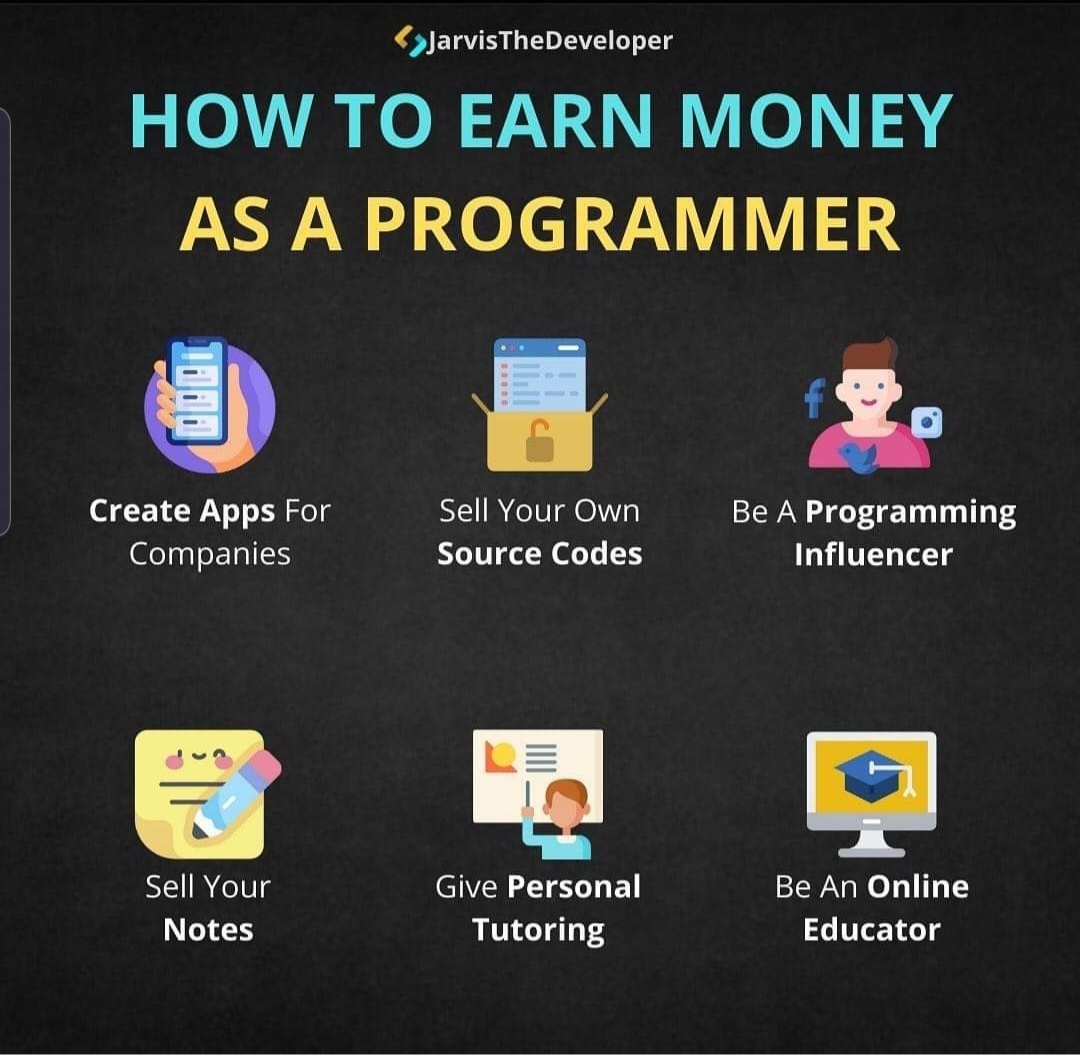 JarvisTheDeveloper
HOW TO EARN MONEY
AS A PROGRAMMER
Create Apps For
Companies
Sell Your Own
Source Codes
Be A Programming
Influencer
Sell Your
Notes
Give Personal
Tutoring
Be An Online
Educator